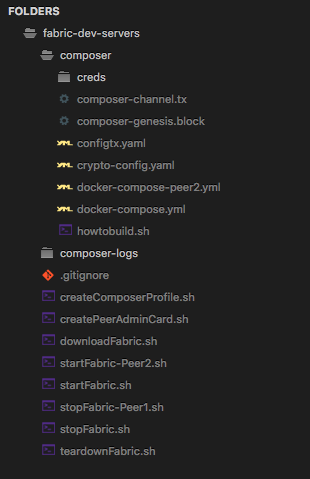 FOLDERS
fabric-dev-servers
composer
creds
composer-channel.tx
composer-genesis.block
configtx.yaml
crypto-config.yaml
docker-compose-peer2.yml
docker-compose.yml
howtobuild.sh
composer-logs
.gitignore
createComposerProfile.sh
createPeerAdminCard.sh
downloadFabric.sh
startFabric-Peer2.sh
startFabric.sh
stopFabric-Peer1.sh
stopFabric.sh
teardownFabric.sh